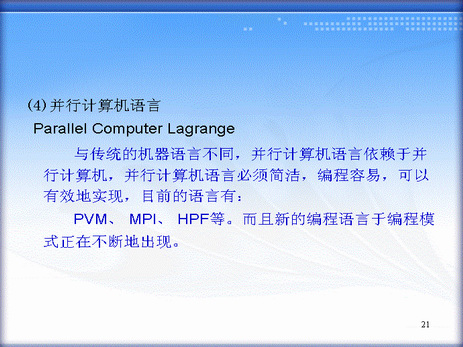 (4)并行计算机语言
Parallel Computer Lagrange
与传统的机器语言不同，并行计算机语言依赖于并
行计算机，并行计算机语言必须简洁，编程容易，可以
有效地实现，目前的语言有：
PVM、 MPI、 HPF等。而且新的编程语言于编程模
式正在不断地出现。
21